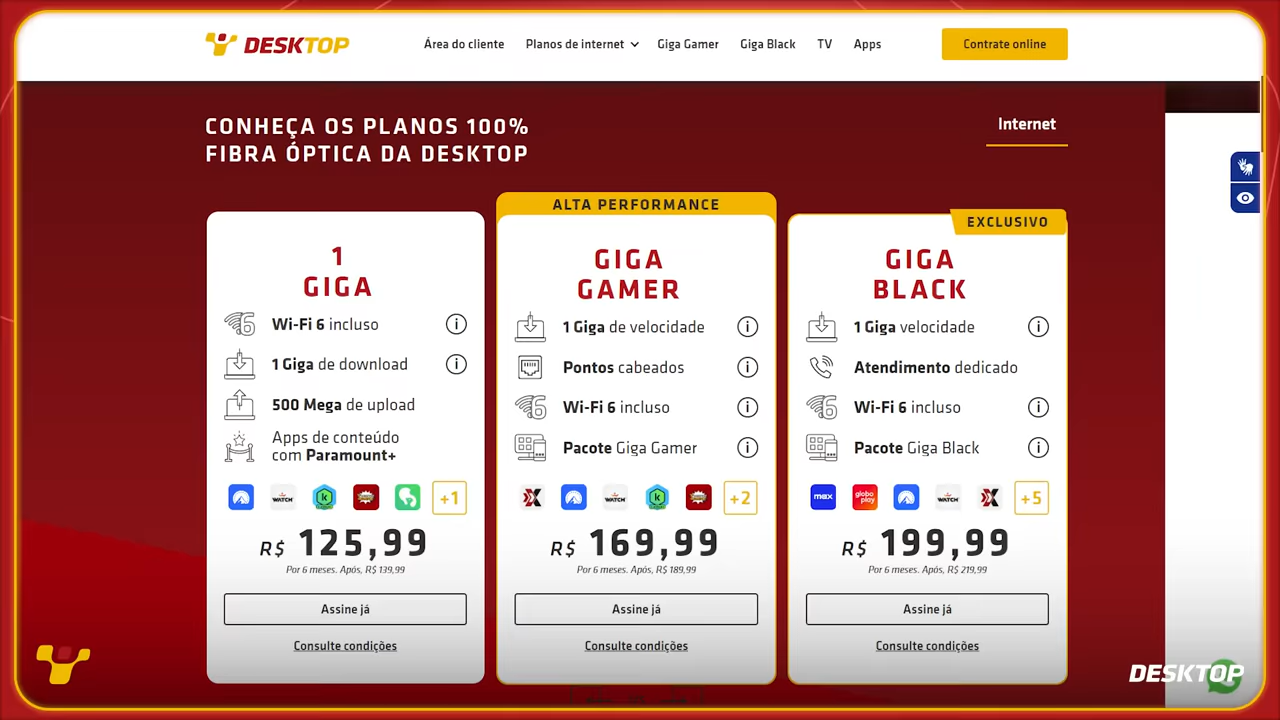 DESKTOP
Área do cliente
Planos de internet
Giga Gamer
Giga Black
TV
Apps
Contrate online
CONHEÇA OS PLANOS 100%
FIBRA ÓPTICA DA DESKTOP
Internet
1
GIGA
Wi-Fi 6 incluso
1 Giga de download
500 Mega de upload
Apps de conteúdo
com Paramount+
WATCH
+1
R$ 125,99
Por 6 meses. Após, R$ 139,99
Assine já
Consulte condições
ALTA PERFORMANCE
GIGA
GAMER
1 Giga de velocidade
Pontos cabeados
Wi-Fi 6 incluso
Pacote Giga Gamer
WATCH
+2
R$ 169,99
Por 6 meses. Após, R$ 189,99
Assine já
Consulte condições
EXCLUSIVO
GIGA
BLACK
1 Giga velocidade
Atendimento dedicado
Wi-Fi 6 incluso
Pacote Giga Black
max
globo
play
WATCH
+5
R$ 199,99
Por 6 meses. Após, R$ 219,99
Assine já
Consulte condições
DESKTOP